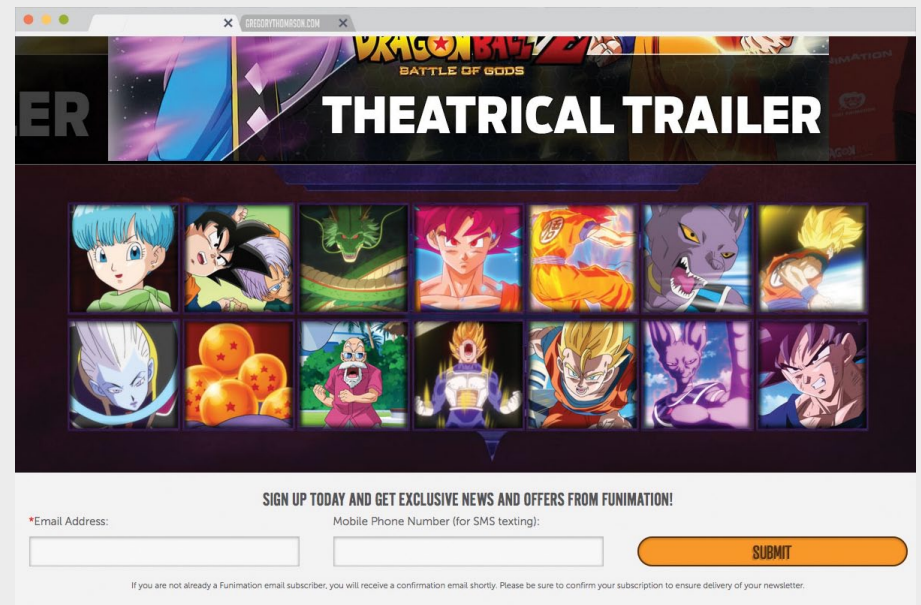 GREGORYTHOMASON.COM
DRAGON BALL Z
BATTLE OF GODS
THEATRICAL TRAILER
ER
NIMATION
SIGN UP TODAY AND GET EXCLUSIVE NEWS AND OFFERS FROM FUNIMATION!
*Email Address:
Mobile Phone Number (for SMS texting):
SUBMIT
If you are not already a Funimation email subscriber, you will receive a confirmation email shortly. Please be sure to confirm your subscription to ensure delivery of your newsletter.